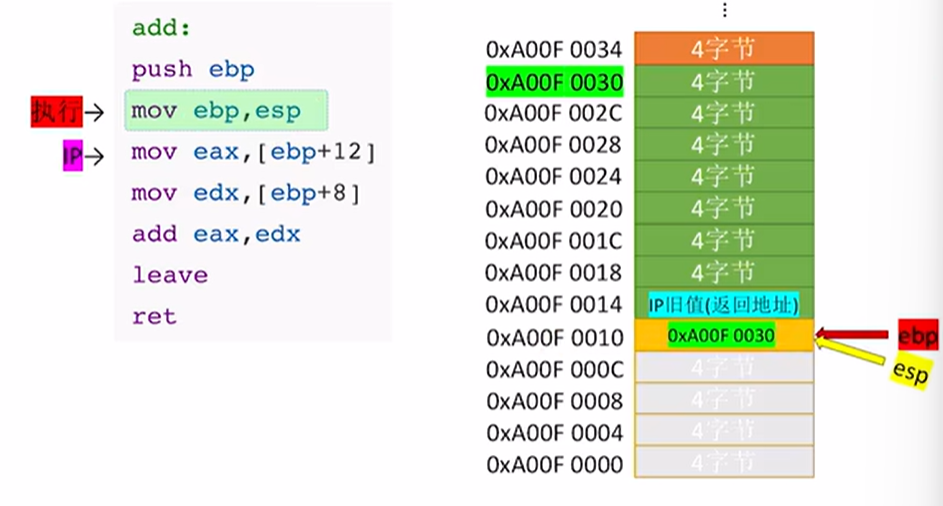 add:
push ebp
执行→ mov ebp,esp
IP→ mov eax,[ebp+12]
mov edx,[ebp+8]
add eax,edx
leave
ret
⋮
0xA00F 0034 4字节
0xA00F 0030 4字节
0xA00F 002C 4字节
0xA00F 0028 4字节
0xA00F 0024 4字节
0xA00F 0020 4字节
0xA00F 001C 4字节
0xA00F 0018 4字节
0xA00F 0014 IP旧值(返回地址)
0xA00F 0010 0xA00F 0030 ebp
esp
0xA00F 000C 4字节
0xA00F 0008 4字节
0xA00F 0004 4字节
0xA00F 0000 4字节